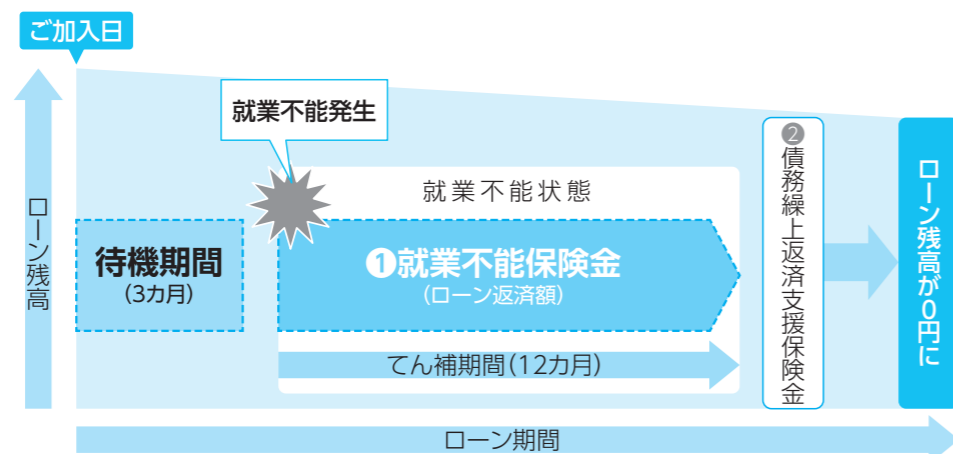 ご加入日
就業不能発生
ローン残高
待機期間
(3カ月)
就業不能状態
❶就業不能保険金
(ローン返済額)
てん補期間(12カ月)
❷債務繰上返済支援保険金
ローン残高が0円に
ローン期間